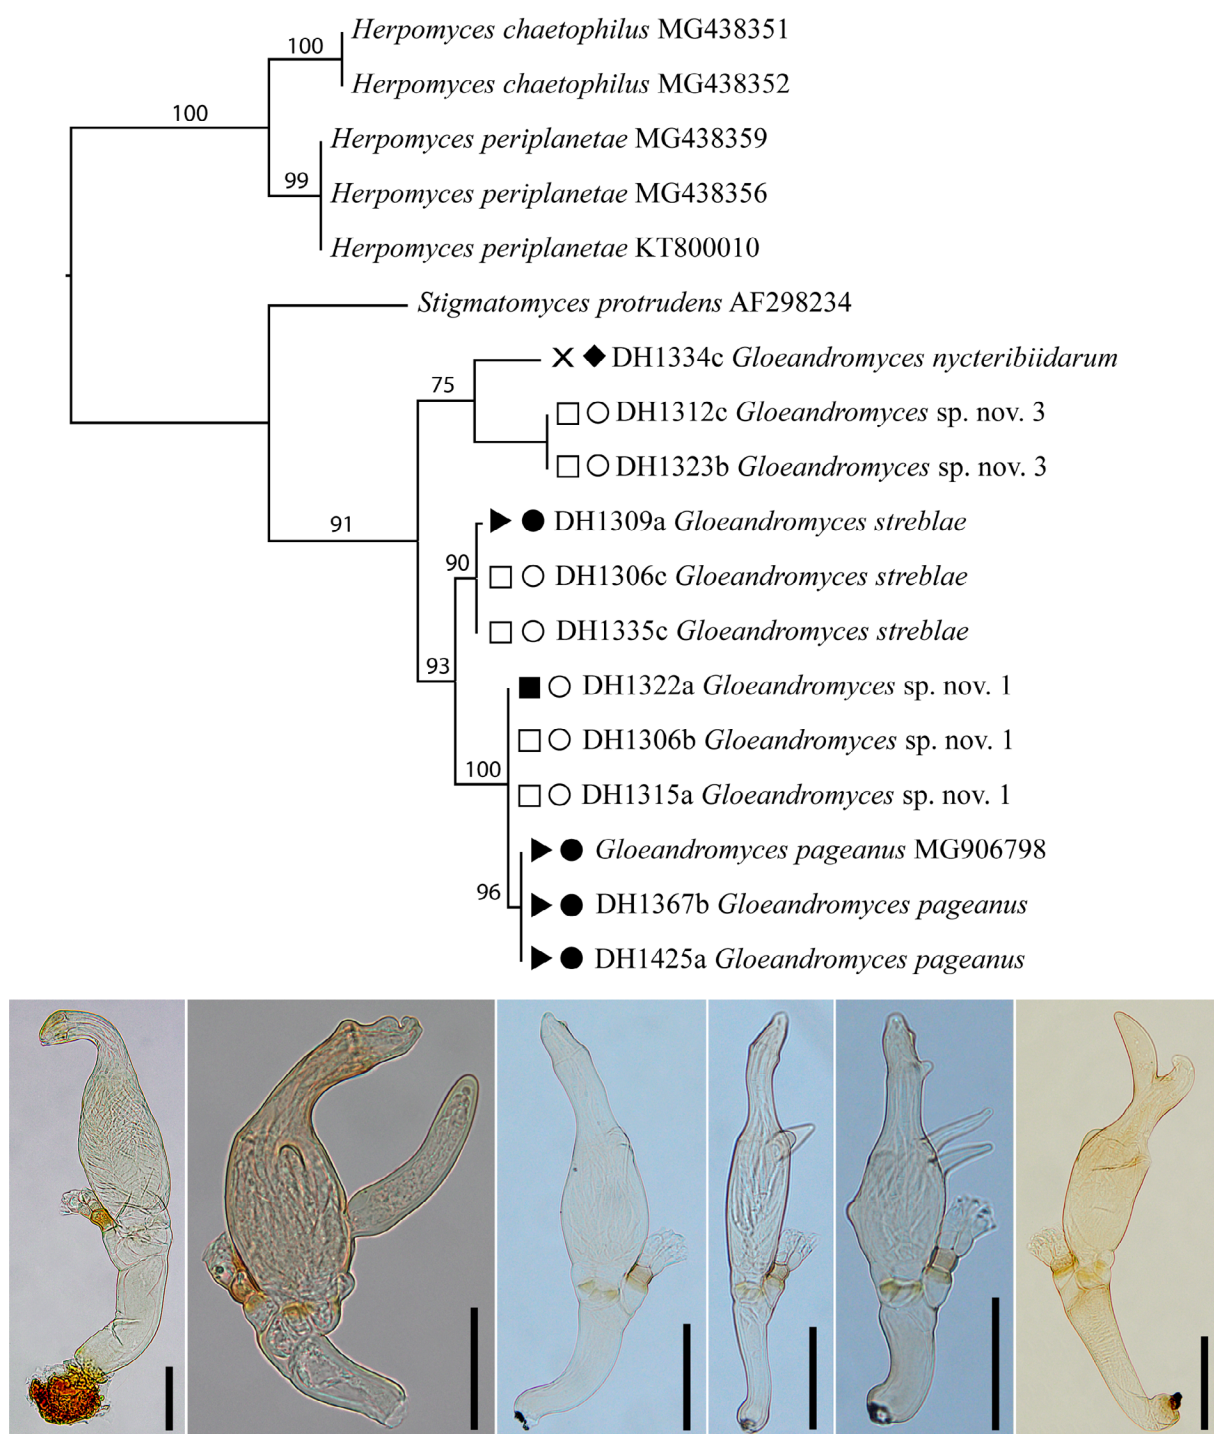 Herpomyces chaetophilus MG438351
100
Herpomyces chaetophilus MG438352
100
Herpomyces periplanetae MG438359
99
Herpomyces periplanetae MG438356
Herpomyces periplanetae KT800010
Stigmatomyces protrudens AF298234
DH1334c Gloeandromyces nycteribiidarum
75
DH1312c Gloeandromyces sp. nov. 3
DH1323b Gloeandromyces sp. nov. 3
91
DH1309a Gloeandromyces streblae
90
DH1306c Gloeandromyces streblae
DH1335c Gloeandromyces streblae
93
DH1322a Gloeandromyces sp. nov. 1
DH1306b Gloeandromyces sp. nov. 1
100
DH1315a Gloeandromyces sp. nov. 1
Gloeandromyces pageanus MG906798
96
DH1367b Gloeandromyces pageanus
DH1425a Gloeandromyces pageanus